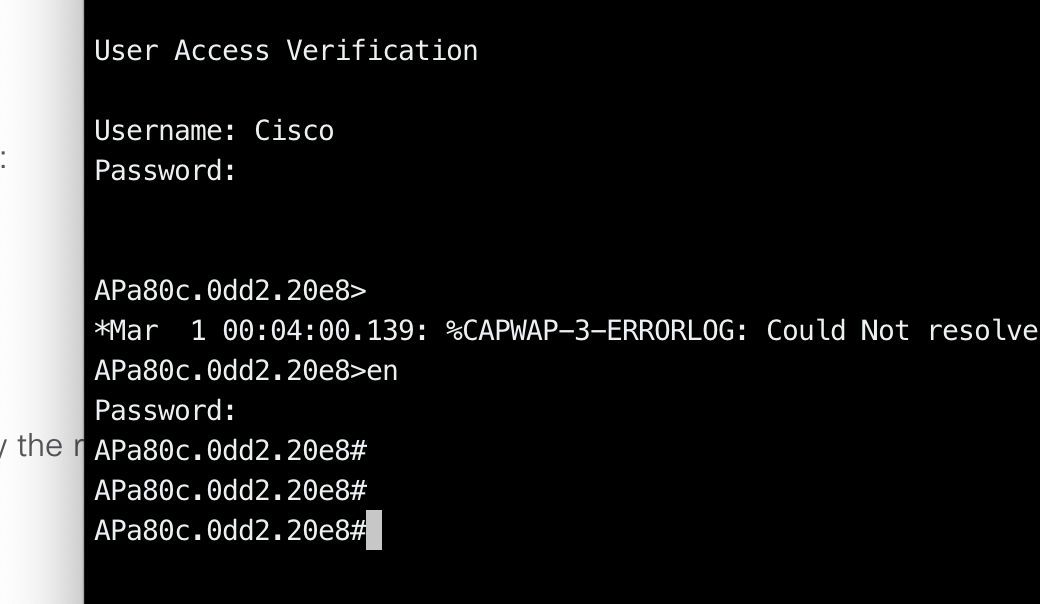 User Access Verification
Username: Cisco
Password:
:
APa80c.0dd2.20e8>
*Mar  1 00:04:00.139: %CAPWAP-3-ERRORLOG: Could Not resolve
APa80c.0dd2.20e8>en
Password:
y the r
APa80c.0dd2.20e8#
APa80c.0dd2.20e8#
APa80c.0dd2.20e8#